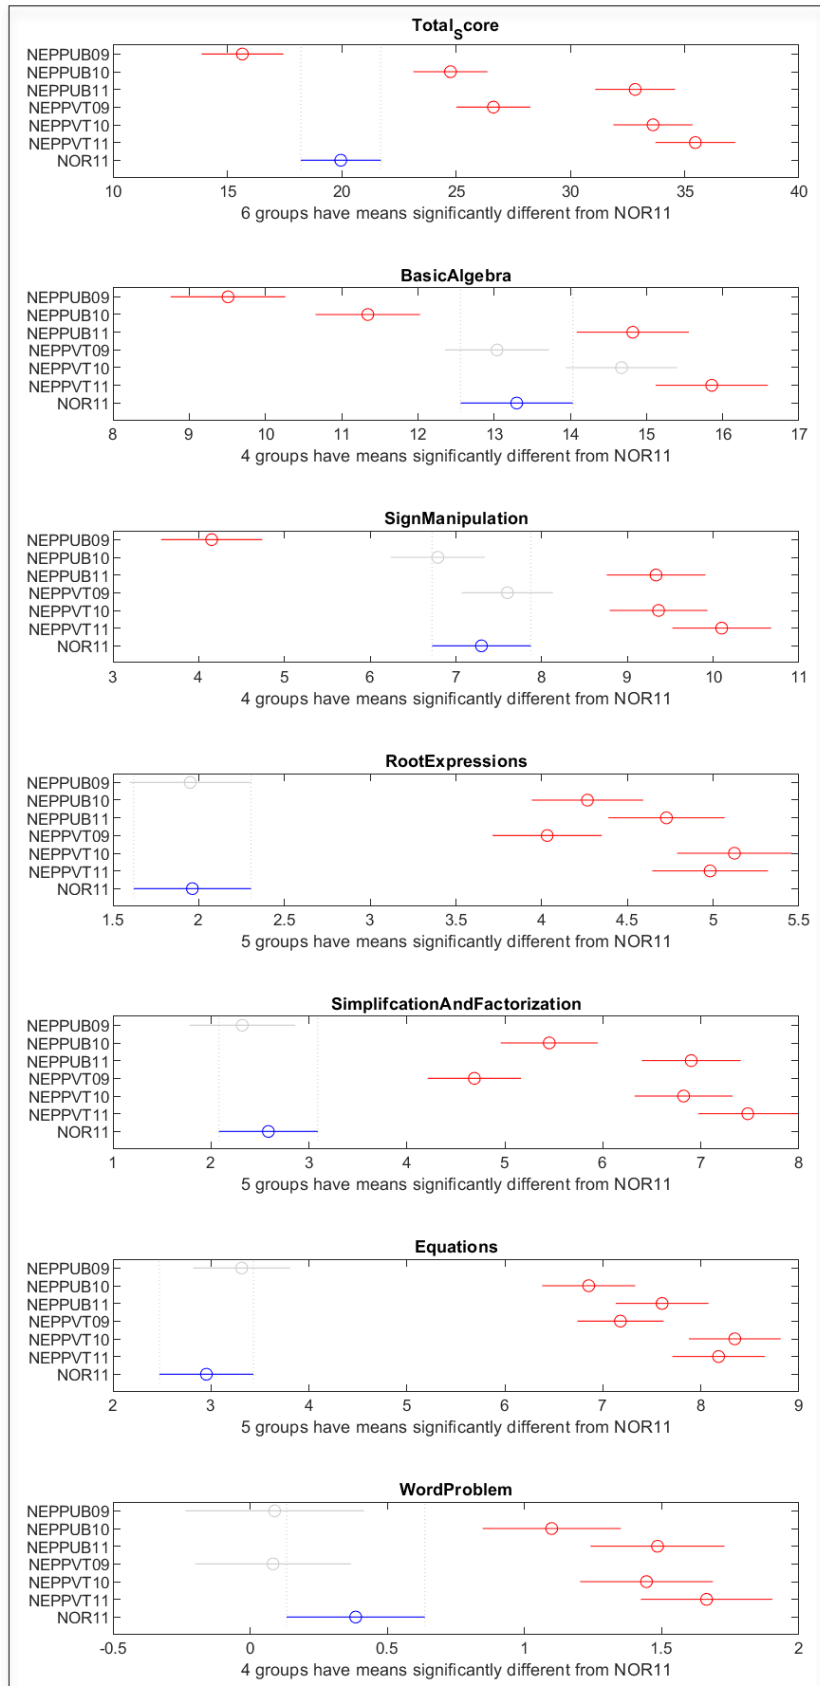 Total_Score
NEPPUB09
NEPPUB10
NEPPUB11
NEPPVT09
NEPPVT10
NEPPVT11
NOR11
10 15 20 25 30 35 40
6 groups have means significantly different from NOR11
BasicAlgebra
NEPPUB09
NEPPUB10
NEPPUB11
NEPPVT09
NEPPVT10
NEPPVT11
NOR11
8 9 10 11 12 13 14 15 16 17
4 groups have means significantly different from NOR11
SignManipulation
NEPPUB09
NEPPUB10
NEPPUB11
NEPPVT09
NEPPVT10
NEPPVT11
NOR11
3 4 5 6 7 8 9 10 11
4 groups have means significantly different from NOR11
RootExpressions
NEPPUB09
NEPPUB10
NEPPUB11
NEPPVT09
NEPPVT10
NEPPVT11
NOR11
1.5 2 2.5 3 3.5 4 4.5 5 5.5
5 groups have means significantly different from NOR11
SimplifcationAndFactorization
NEPPUB09
NEPPUB10
NEPPUB11
NEPPVT09
NEPPVT10
NEPPVT11
NOR11
1 2 3 4 5 6 7 8
5 groups have means significantly different from NOR11
Equations
NEPPUB09
NEPPUB10
NEPPUB11
NEPPVT09
NEPPVT10
NEPPVT11
NOR11
2 3 4 5 6 7 8 9
5 groups have means significantly different from NOR11
WordProblem
NEPPUB09
NEPPUB10
NEPPUB11
NEPPVT09
NEPPVT10
NEPPVT11
NOR11
-0.5 0 0.5 1 1.5 2
4 groups have means significantly different from NOR11